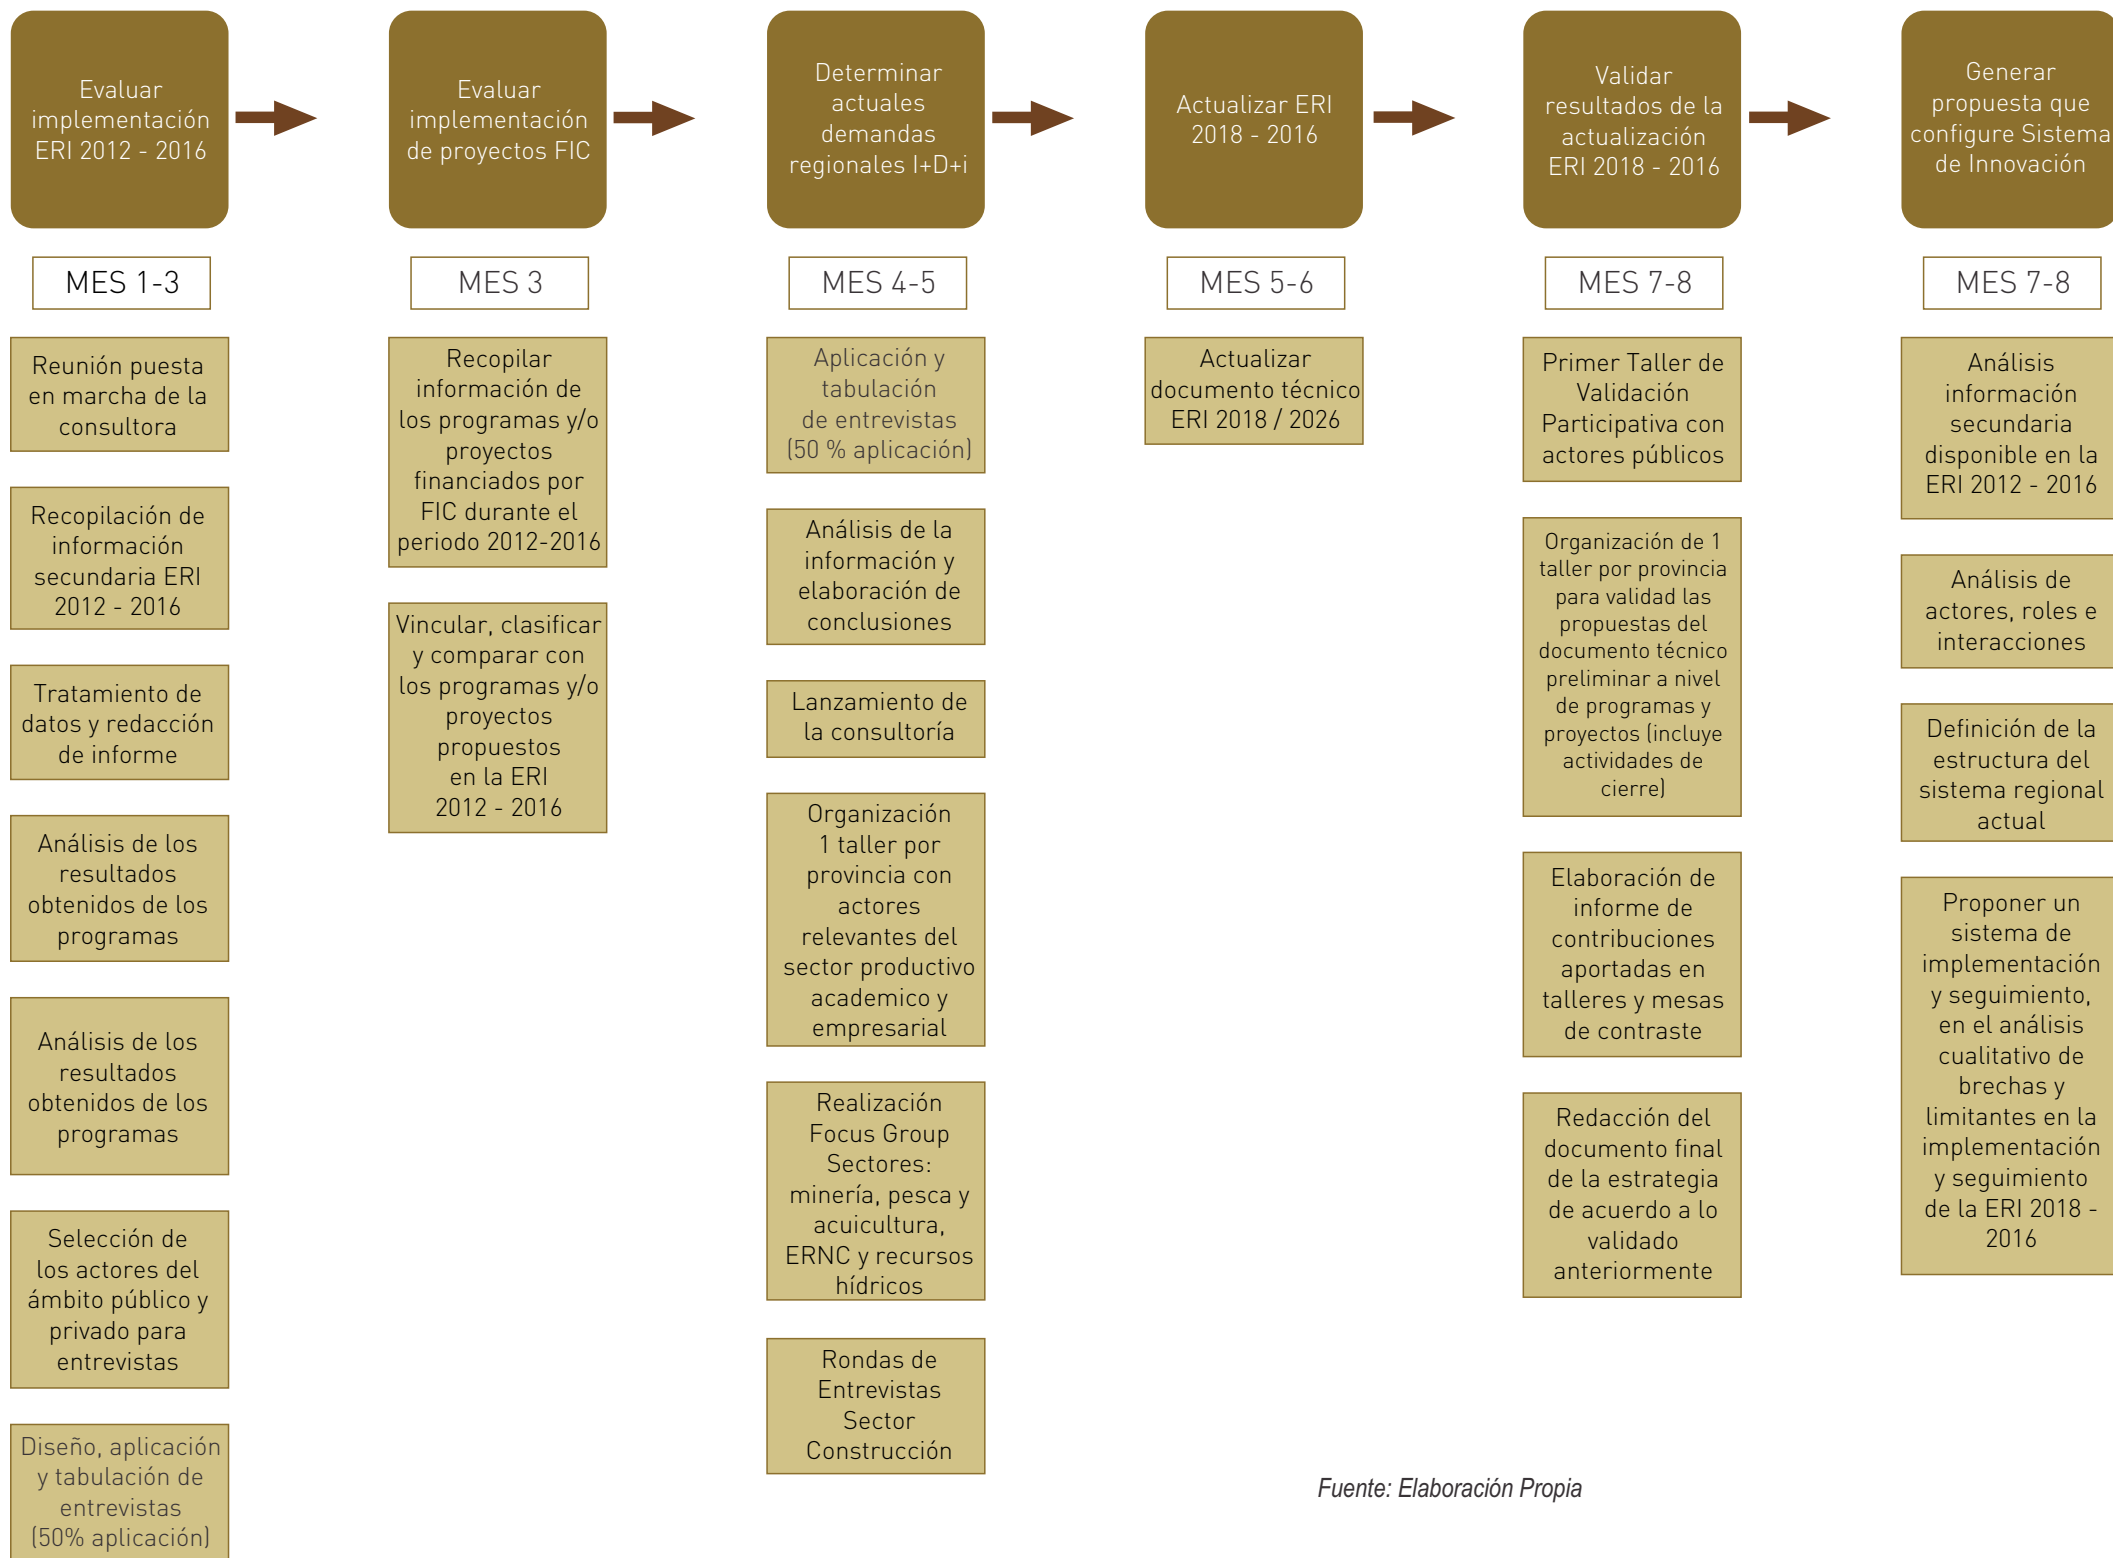 Evaluar
implementación
ERI 2012 - 2016
Evaluar
implementación
de proyectos FIC
Determinar
actuales
demandas
regionales I+D+i
Actualizar ERI
2018 - 2016
Validar
resultados de la
actualización
ERI 2018 - 2016
Generar
propuesta que
configure Sistema
de Innovación
MES 1-3
MES 3
MES 4-5
MES 5-6
MES 7-8
MES 7-8
Reunión puesta
en marcha de la
consultora
Recopilación de
información
secundaria ERI
2012 - 2016
Tratamiento de
datos y redacción
de informe
Análisis de los
resultados
obtenidos de los
programas
Análisis de los
resultados
obtenidos de los
programas
Selección de
los actores del
ámbito público y
privado para
entrevistas
Diseño, aplicación
y tabulación de
entrevistas
(50% aplicación)
Recopilar
información de
los programas y/o
proyectos
financiados por
FIC durante el
periodo 2012-2016
Vincular, clasificar
y comparar con
los programas y/o
proyectos
propuestos
en la ERI
2012 - 2016
Aplicación y
tabulación
de entrevistas
(50 % aplicación)
Análisis de la
información y
elaboración de
conclusiones
Lanzamiento de
la consultoría
Organización
1 taller por
provincia con
actores
relevantes del
sector productivo
academico y
empresarial
Realización
Focus Group
Sectores:
minería, pesca y
acuicultura,
ERNC y recursos
hídricos
Rondas de
Entrevistas
Sector
Construcción
Actualizar
documento técnico
ERI 2018 / 2026
Primer Taller de
Validación
Participativa con
actores públicos
Organización de 1
taller por provincia
para validad las
propuestas del
documento técnico
preliminar a nivel
de programas y
proyectos (incluye
actividades de
cierre)
Elaboración de
informe de
contribuciones
aportadas en
talleres y mesas
de contraste
Redacción del
documento final
de la estrategia
de acuerdo a lo
validado
anteriormente
Análisis
información
secundaria
disponible en la
ERI 2012 - 2016
Análisis de
actores, roles e
interacciones
Definición de la
estructura del
sistema regional
actual
Proponer un
sistema de
implementación
y seguimiento,
en el análisis
cualitativo de
brechas y
limitantes en la
implementación
y seguimiento
de la ERI 2018 -
2016
Fuente: Elaboración Propia